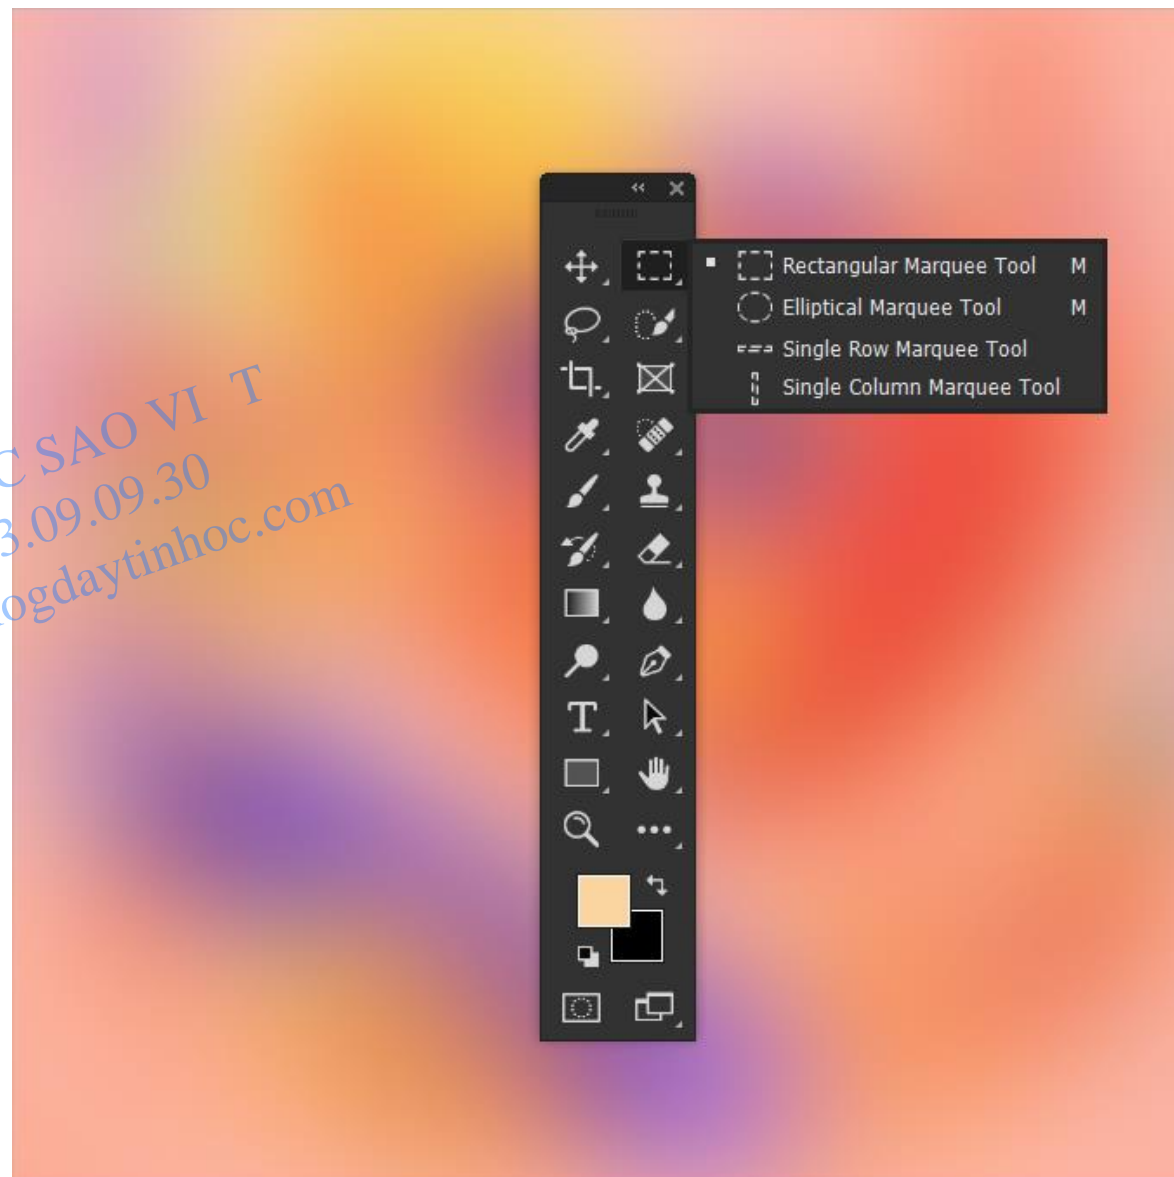 Rectangular Marquee Tool M
Elliptical Marquee Tool M
Single Row Marquee Tool
Single Column Marquee Tool
C SAO VI T
3.09.09.30
ogdaytinhoc.com